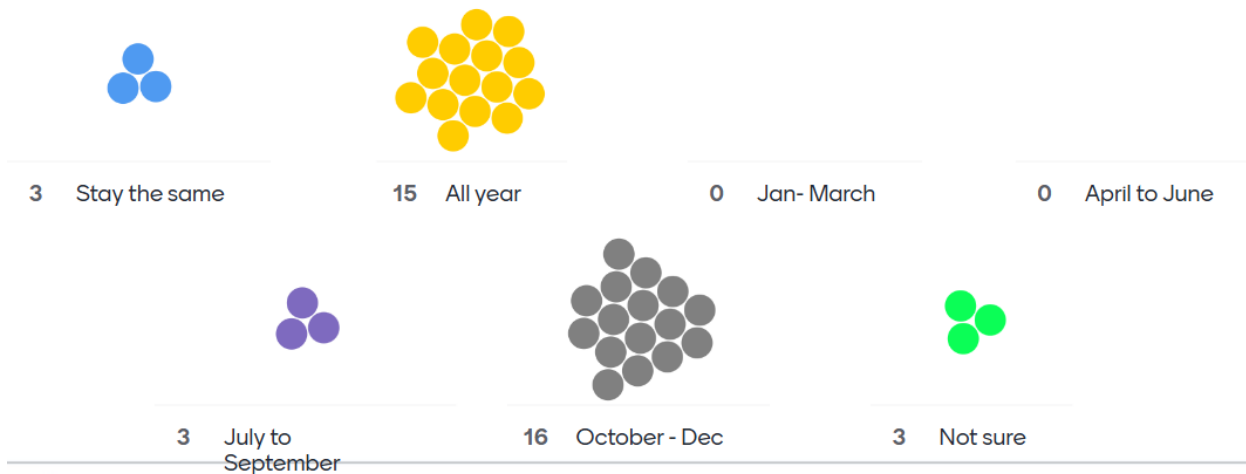 3 Stay the same
15 All year
0 Jan- March
0 April to June
3 July to
September
16 October - Dec
3 Not sure